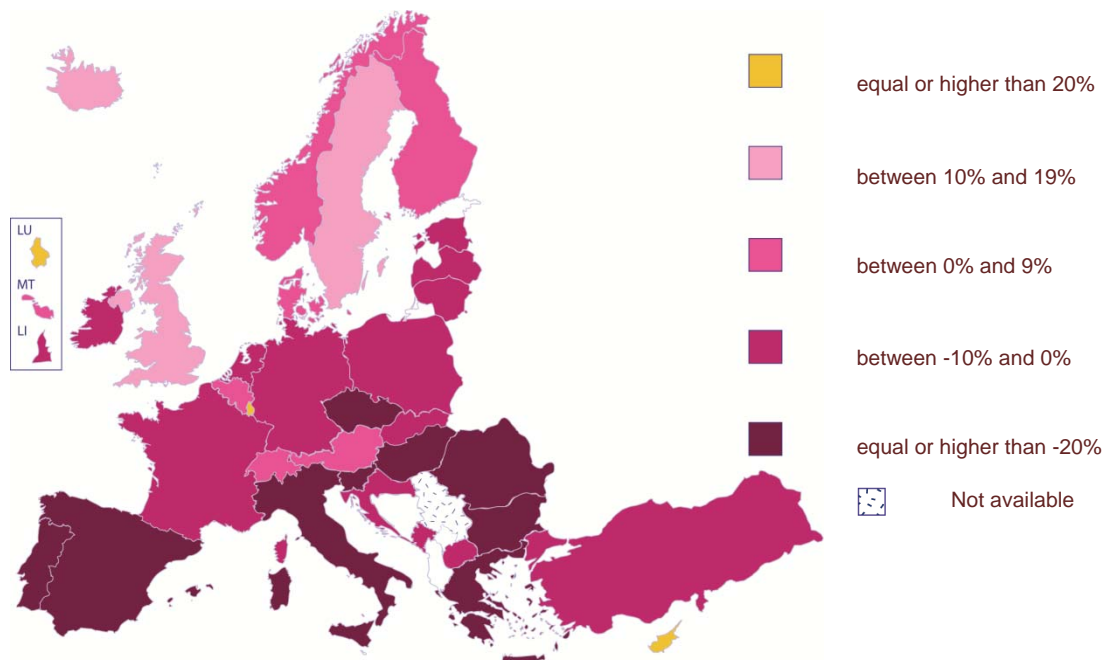 equal or higher than 20%
between 10% and 19%
LU
between 0% and 9%
MT
LI
between -10% and 0%
equal or higher than -20%
Not available